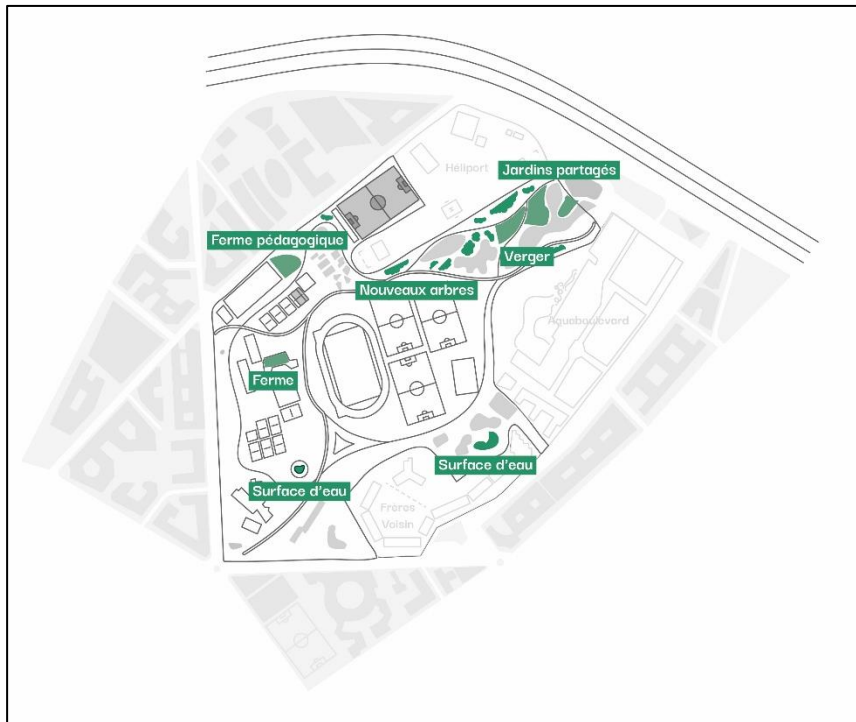 Héliport
Jardins partagés
Ferme pédagogique
Verger
Nouveaux arbres
Aquaboulevard
Ferme
Surface d'eau
Surface d'eau
Frères
Voisin